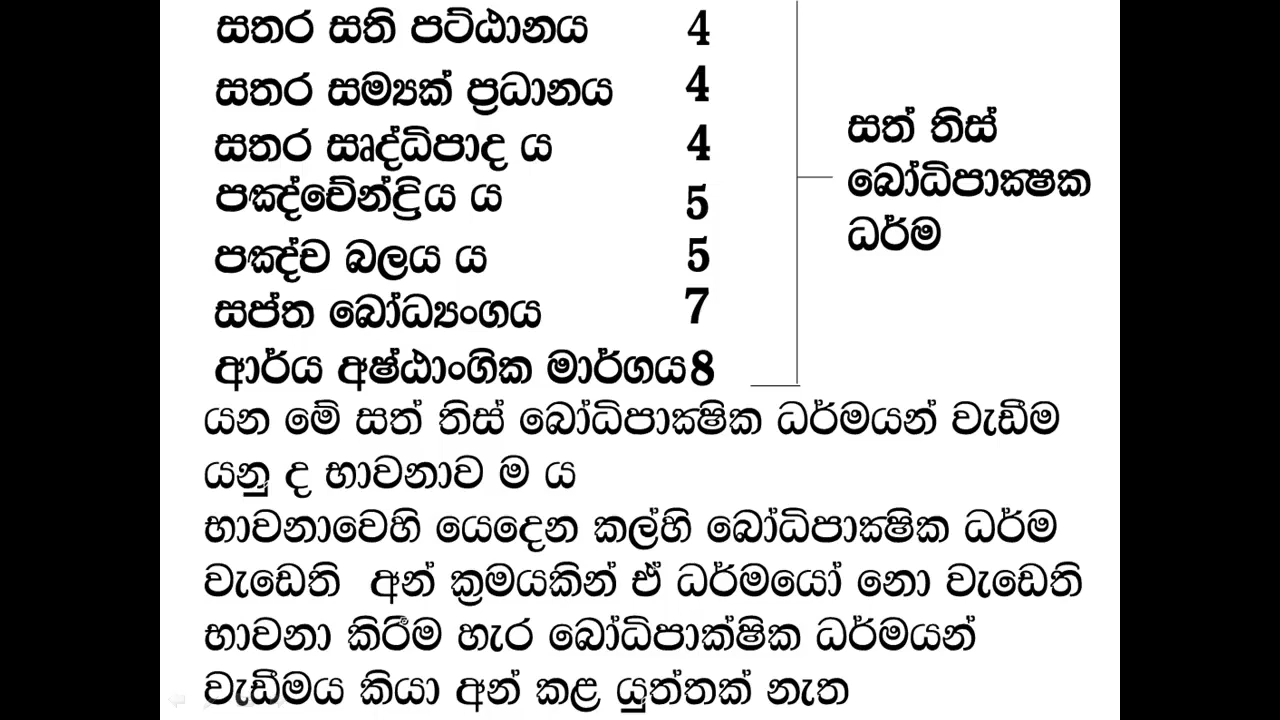 සතර සති පට්ඨානය 4
සතර සම්‍යක් ප්‍රධානය 4
සතර සෘද්ධිපාද ය 4
පඤ්චේන්ද්‍රිය ය 5
පඤ්ච බලය ය 5
සප්ත බෝධ්‍යංගය 7
ආර්ය අෂ්ඨාංගික මාර්ගය 8
සත් තිස්
බෝධිපාක්‍ෂක
ධර්ම
යන මේ සත් තිස් බෝධිපාක්‍ෂික ධර්මයන් වැඩීම
යනු ද භාවනාව ම ය
භාවනාවෙහි යෙදෙන කල්හි බෝධිපාක්‍ෂික ධර්ම
වැඩෙති අන් ක්‍රමයකින් ඒ ධර්මයෝ නො වැඩෙති
භාවනා කිරීම හැර බෝධිපාක්ෂික ධර්මයන්
වැඩීමය කියා අන් කළ යුත්තක් නැත